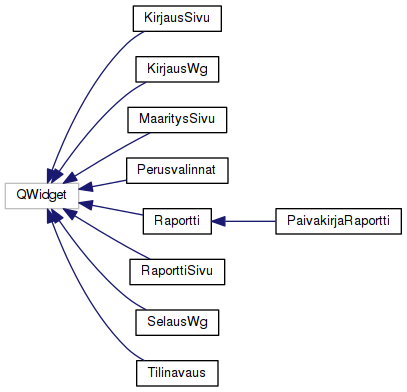 KirjausSivu
KirjausWg
MaaritysSivu
Perusvalinnat
QWidget
Raportti
PaivakirjaRaportti
RaporttiSivu
SelausWg
Tilinavaus